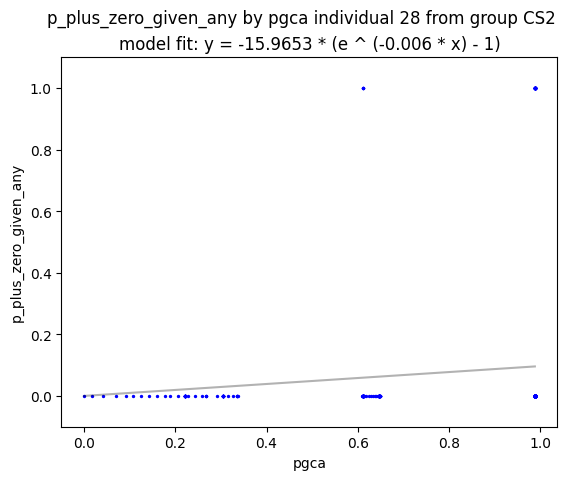 p_plus_zero_given_any by pgca individual 28 from group CS2
model fit: y = -15.9653 * (e ^ (-0.006 * x) - 1)
1.0
0.8
0.6
0.4
0.2
0.0
p_plus_zero_given_any
0.0 0.2 0.4 0.6 0.8 1.0
pgca